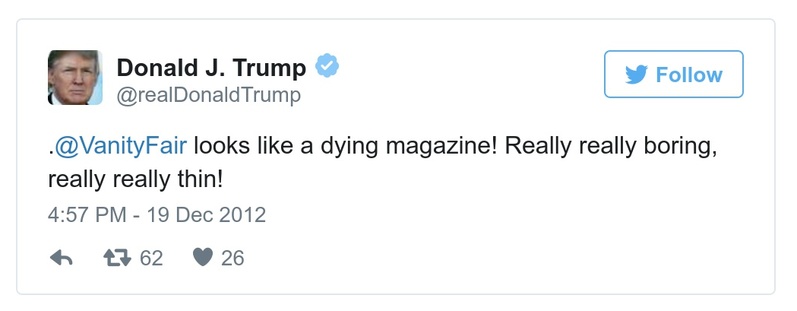 Donald J. Trump
@realDonaldTrump
Follow
.@VanityFair looks like a dying magazine! Really really boring,
really really thin!
4:57 PM - 19 Dec 2012
62 26